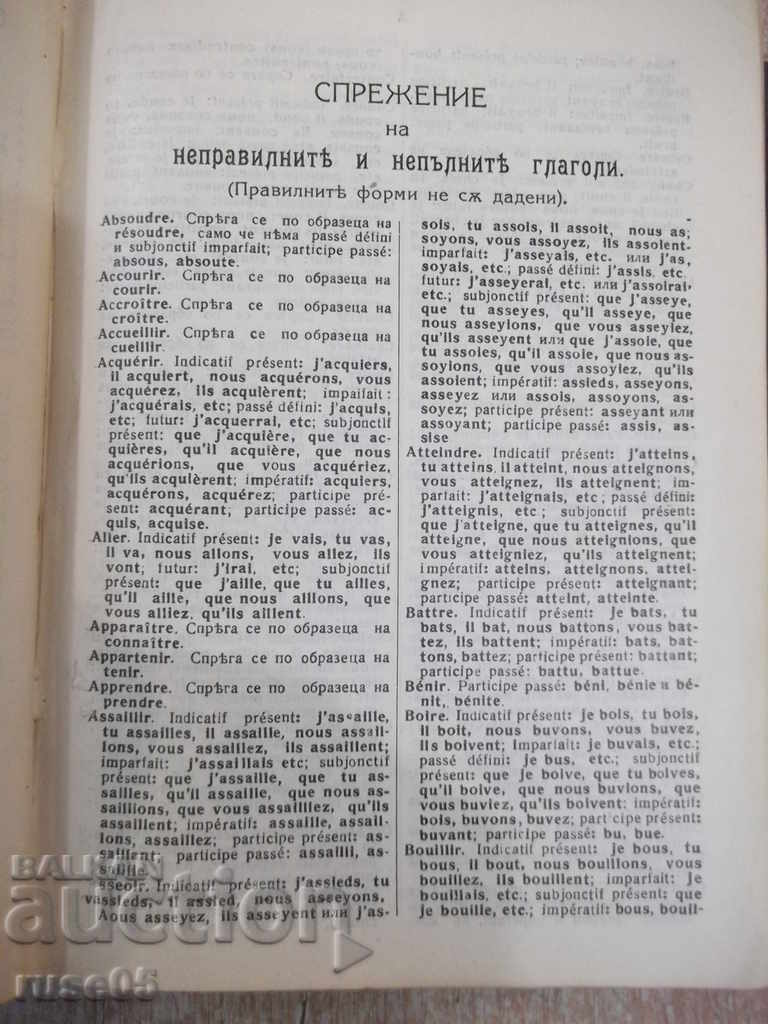 СПРЕЖЕНИЕ
на
неправилнитѣ и непълнитѣ глаголи.
(Правилнитѣ форми не сѫ дадени).
Absoudre. Спрѣга се по образеца на
résoudre, само че нѣма passé défini
и subjonctif imparfait; participe passé:
absous, absoute.
Accourir. Спрѣга се по образеца на
courir.
Accroître. Спрѣга се по образеца на
croître.
Accueillir. Спрѣга се по образеца на
cueillir.
Acquérir. Indicatif présent: j'acquiers,
il acquiert, nous acquérons, vous
acquérez, ils acquièrent; impaifait:
j'acquérais, etc; passé défini: j'acquis,
etc; futur: j'acquerrai, etc; subjonctif
présent: que j'acquière, que tu ac-
quières, qu'il acquière, que nous
acquérions, que vous acquériez,
qu'ils acquièrent; impératif: acquiers,
acquérons, acquérez; participe pré-
sent: acquérant; participe passé: ac-
quis, acquise.
Aller. Indicatif présent: je vais, tu vas,
il va, nous allons, vous allez, ils
vont; futur: j'irai, etc; subjonctif
présent: que j'aille, que tu ailles,
qu'il aille, que nous allions, que
vous alliez, qu'ils aillent.
Apparaître. Спрѣга се по образеца на
connaître.
Appartenir. Спрѣга се по образеца на
tenir.
Apprendre. Спрѣга се по образеца на
prendre.
Assaillir. Indicatif présent: j'assaille,
tu assailles, il assaille, nous assail-
lons, vous assaillez, ils assaillent;
imparfait: j'assaillais etc; subjonctif
présent: que j'assaille, que tu as-
sailles, qu'il assaille, que nous as-
saillions, que vous assailliez, qu'ils
assaillent; impératif: assaille, assail-
lons, assaillez; participe présent: as-
saillent; participe passé: assailli, as-
saillie.
sseoir. Indicatif présent: j'assieds, tu
assieds, il assied, nous asseyons,
vous asseyez, ils asseyent или j'as-
sois, tu assois, il assoit, nous as;
soyons, vous assoyez, ils assoient-
imparfait: j'asseyais, etc. или j'as,
soyais, etc.; passé défini: j'assis, etc
futur: j'asseyerai, etc. или j'assoirai,
etc.; subjonctif présent: que j'asseye,
que tu asseyes, qu'il asseye, que
nous asseyions, que vous asseyiez,
qu'ils asseyent или que j'assoie, que
tu assoies, qu'il assoie, que nous as-
soyions, que vous assoyiez, qu'ils
assoient; impératif: assieds, asseyons,
asseyez или assois, assoyons, as-
soyez; participe présent: asseyant или
assoyant; participe passé: assis, as-
sise
Atteindre. Indicatif présent: j'atteins,
tu atteins, il atteint, nous atteignons,
vous atteignez, ils atteignent; im-
parfait: j'atteignais, etc; passé défini:
j'atteignis, etc; subjonctif présent:
que j'atteigne, que tu atteignes, qu'il
atteigne, que nous atteignions, que
vous atteigniez, qu'ils atteignent;
impératif: atteins, atteignons, attei-
gnez; participe présent: atteignant;
participe passé: atteint, atteinte.
Battre. Indicatif présent: je bats, tu
bats, il bat, nous battons, vous bat-
tez, ils battent; impératif: bats, bat-
tons, battez; participe présent: battant;
participe passé: battu, battue.
Bénir. Participe passé: béni, bénie и bé-
nit, bénite.
Boire. Indicatif présent: je bois, tu bois,
il boit, nous buvons, vous buvez,
ils boivent; imparfait: je buvais, etc.;
passé défini: je bus, etc.; subjonctif
présent: que je boive, que tu boives,
qu'il boive, que nous buvions, que
vous buviez, qu'ils boivent: impératif:
bois, buvons, buvez; part cipe présent:
buvant; participe passé: bu, bue.
Bouillir. Indicatif présent: je bous, tu
bous, il bout, nous bouillons, vous
bouillez, ils bouillent; imparfait: je
bouillais, etc.; subjonctif présent: que
je bouille, etc.; impératif: bous, bouil-
BALKAN
auction
ruse05